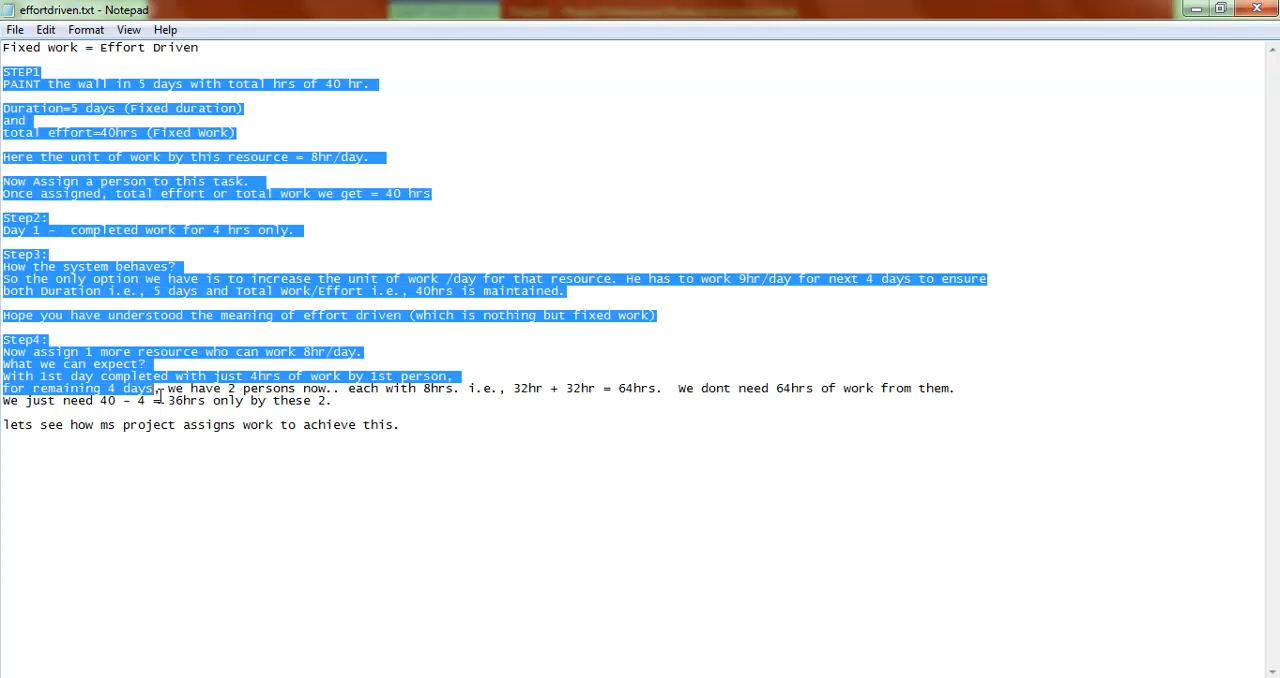 effortdriven.txt - Notepad
File Edit Format View Help
Fixed work = Effort Driven
STEP1
PAINT the wall in 5 days with total hrs of 40 hr.
Duration=5 days (Fixed duration)
and
total effort=40hrs (Fixed Work)
Here the unit of work by this resource = 8hr/day.
Now Assign a person to this task.
Once assigned, total effort or total work we get = 40 hrs
Step2:
Day 1 - completed work for 4 hrs only.
Step3:
How the system behaves?
So the only option we have is to increase the unit of work /day for that resource. He has to work 9hr/day for next 4 days to ensure
both Duration i.e., 5 days and Total Work/Effort i.e., 40hrs is maintained.
Hope you have understood the meaning of effort driven (which is nothing but fixed work)
Step4:
Now assign 1 more resource who can work 8hr/day.
What we can expect?
With 1st day completed with just 4hrs of work by 1st person,
for remaining 4 days, we have 2 persons now.. each with 8hrs. i.e., 32hr + 32hr = 64hrs. We dont need 64hrs of work from them.
We just need 40 - 4 = 36hrs only by these 2.
lets see how ms project assigns work to achieve this.